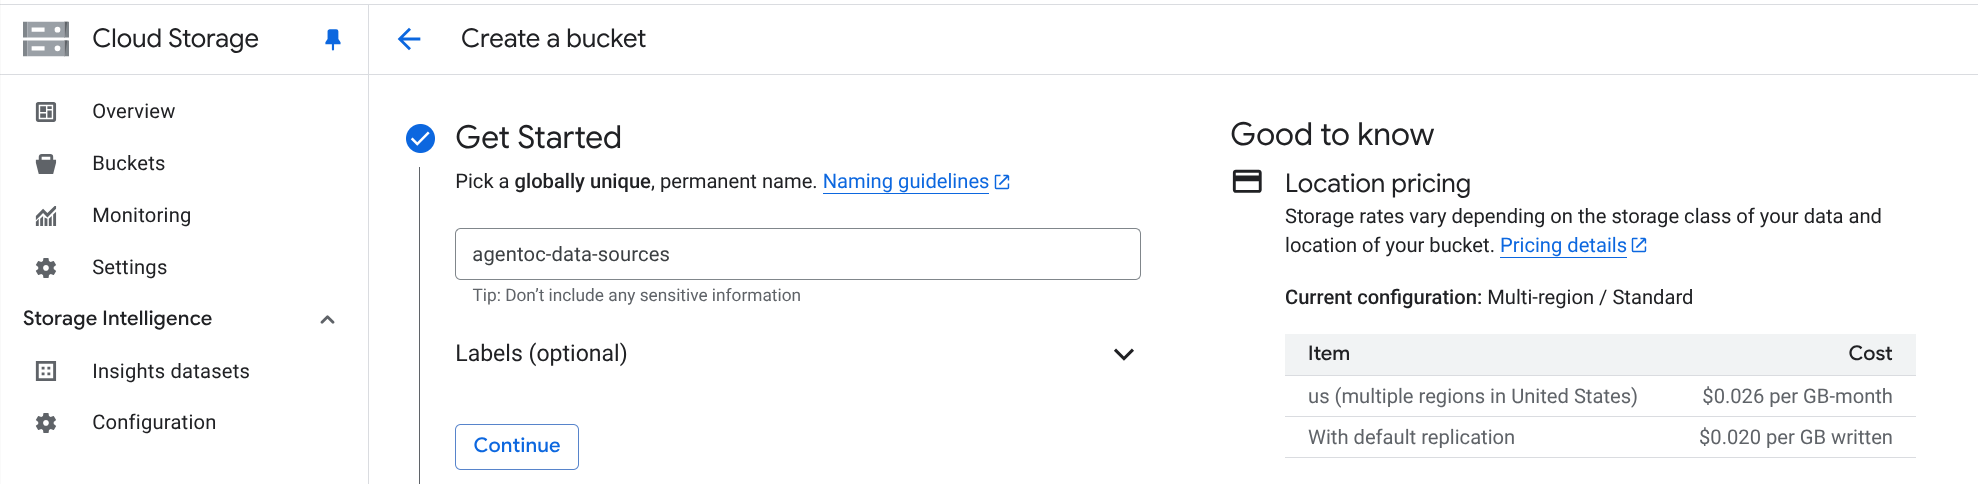 Cloud Storage
Create a bucket
Overview
Buckets
Monitoring
Settings
Storage Intelligence
Insights datasets
Configuration
Get Started
Pick a globally unique, permanent name. Naming guidelines
agentoc-data-sources
Tip: Don’t include any sensitive information
Labels (optional)
Continue
Good to know
Location pricing
Storage rates vary depending on the storage class of your data and
location of your bucket. Pricing details
Current configuration: Multi-region / Standard
Item Cost
us (multiple regions in United States) $0.026 per GB-month
With default replication $0.020 per GB written